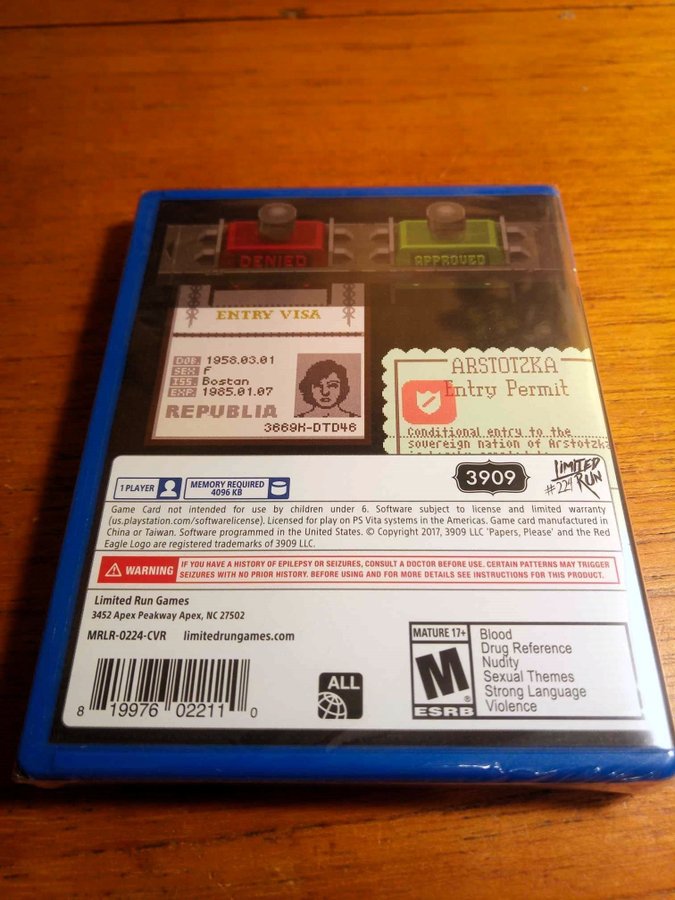 DENIED
APPROVED
ENTRY VISA
DOB. 1958.03.01
SEX F
ISS. Bostan
EXP. 1985.01.07
REPUBLIA
3669K-DTD46
ARSTOTZKA
Entry Permit
Conditional entry to the
sovereign nation of Arstotzka
1 PLAYER
MEMORY REQUIRED
4096 KB
3909
LIMITED
RUN
#224
Game Card not intended for use by children under 6. Software subject to license and limited warranty
(us.playstation.com/softwarelicense). Licensed for play on PS Vita systems in the Americas. Game card manufactured in
China or Taiwan. Software programmed in the United States. © Copyright 2017, 3909 LLC 'Papers, Please' and the Red
Eagle Logo are registered trademarks of 3909 LLC.
WARNING
IF YOU HAVE A HISTORY OF EPILEPSY OR SEIZURES, CONSULT A DOCTOR BEFORE USE. CERTAIN PATTERNS MAY TRIGGER
SEIZURES WITH NO PRIOR HISTORY. BEFORE USING AND FOR MORE DETAILS SEE INSTRUCTIONS FOR THIS PRODUCT.
Limited Run Games
3452 Apex Peakway Apex, NC 27502
MRLR-0224-CVR limitedrungames.com
8 19976 02211 0
ALL
MATURE 17+
M
®
ESRB
Blood
Drug Reference
Nudity
Sexual Themes
Strong Language
Violence